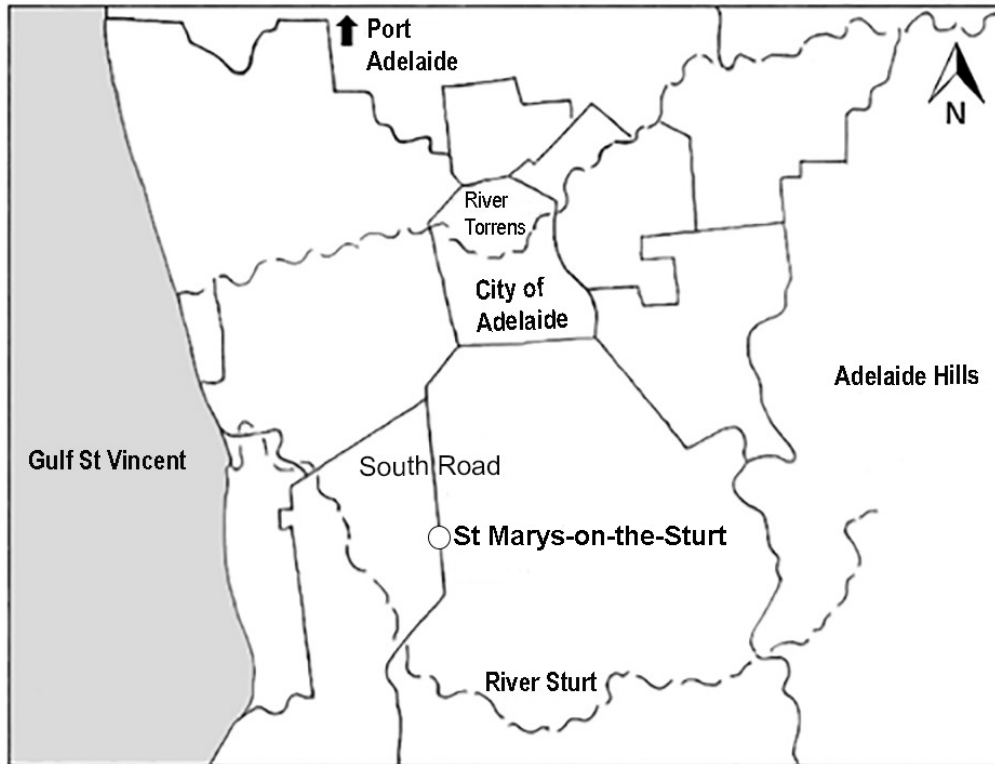 Port
Adelaide
N
River
Torrens
City of
Adelaide
Adelaide Hills
Gulf St Vincent
South Road
St Marys-on-the-Sturt
River Sturt